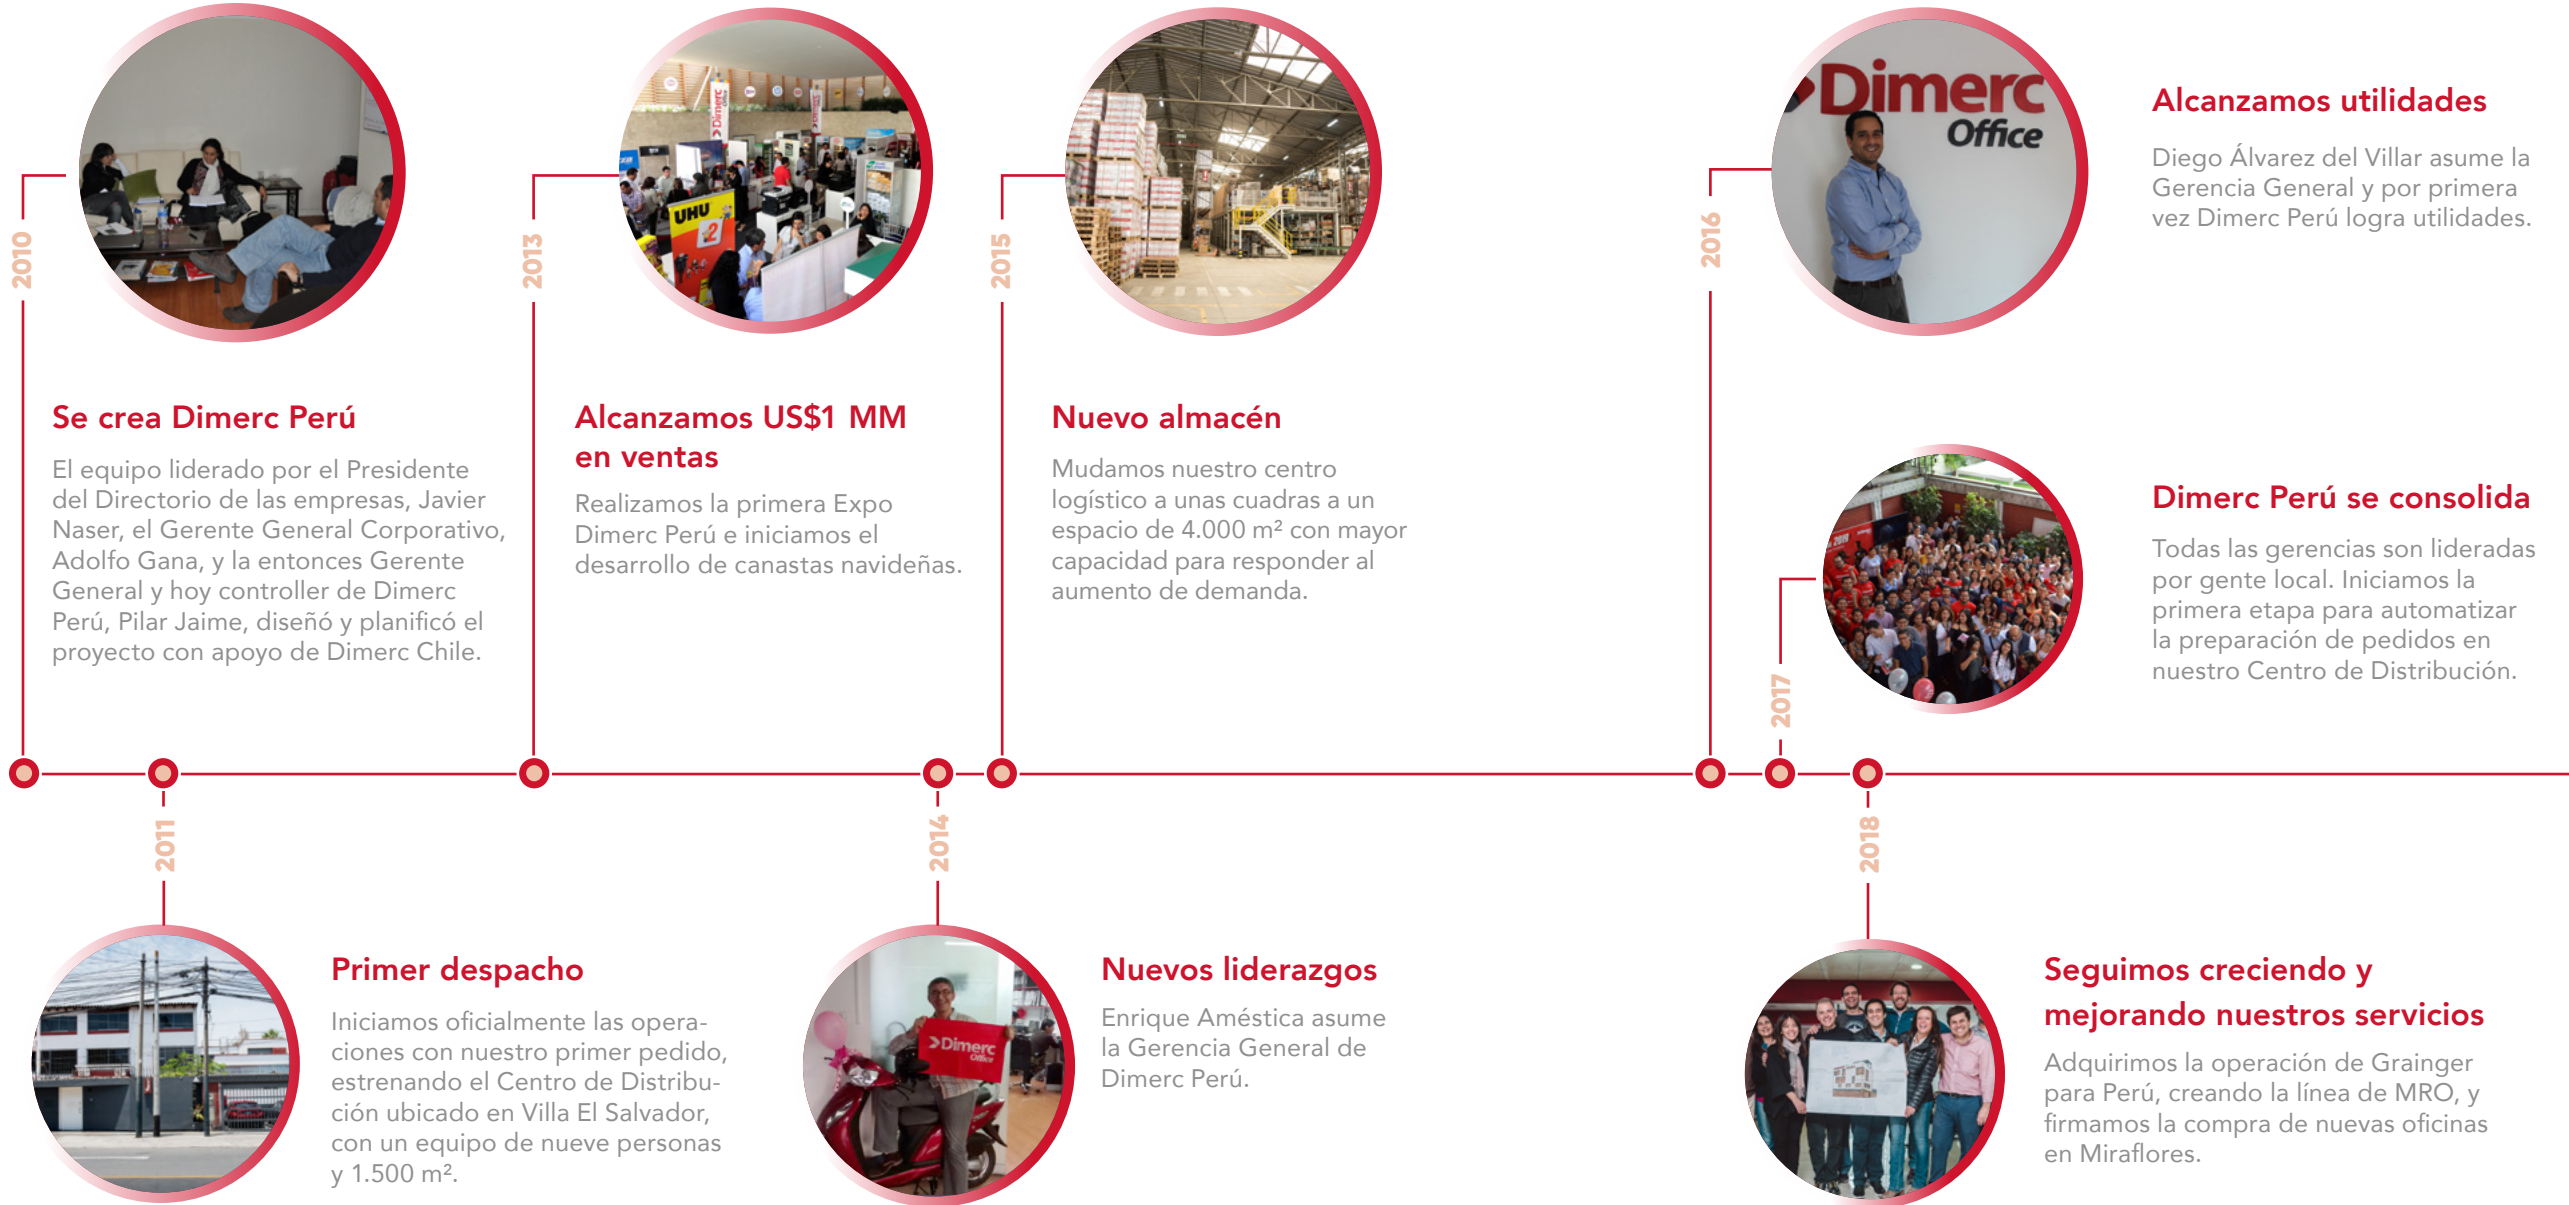 2010
Se crea Dimerc Perú
El equipo liderado por el Presidente
del Directorio de las empresas, Javier
Naser, el Gerente General Corporativo,
Adolfo Gana, y la entonces Gerente
General y hoy controller de Dimerc
Perú, Pilar Jaime, diseñó y planificó el
proyecto con apoyo de Dimerc Chile.
2011
Primer despacho
Iniciamos oficialmente las opera-
ciones con nuestro primer pedido,
estrenando el Centro de Distribu-
ción ubicado en Villa El Salvador,
con un equipo de nueve personas
y 1.500 m².
2013
Dimerc
Office
UHU
Alcanzamos US$1 MM
en ventas
Realizamos la primera Expo
Dimerc Perú e iniciamos el
desarrollo de canastas navideñas.
2014
Dimerc
Office
Nuevos liderazgos
Enrique Améstica asume
la Gerencia General de
Dimerc Perú.
2015
Nuevo almacén
Mudamos nuestro centro
logístico a unas cuadras a un
espacio de 4.000 m² con mayor
capacidad para responder al
aumento de demanda.
2016
Dimerc
Office
Alcanzamos utilidades
Diego Álvarez del Villar asume la
Gerencia General y por primera
vez Dimerc Perú logra utilidades.
2017
2019
Dimerc Perú se consolida
Todas las gerencias son lideradas
por gente local. Iniciamos la
primera etapa para automatizar
la preparación de pedidos en
nuestro Centro de Distribución.
2018
Seguimos creciendo y
mejorando nuestros servicios
Adquirimos la operación de Grainger
para Perú, creando la línea de MRO, y
firmamos la compra de nuevas oficinas
en Miraflores.